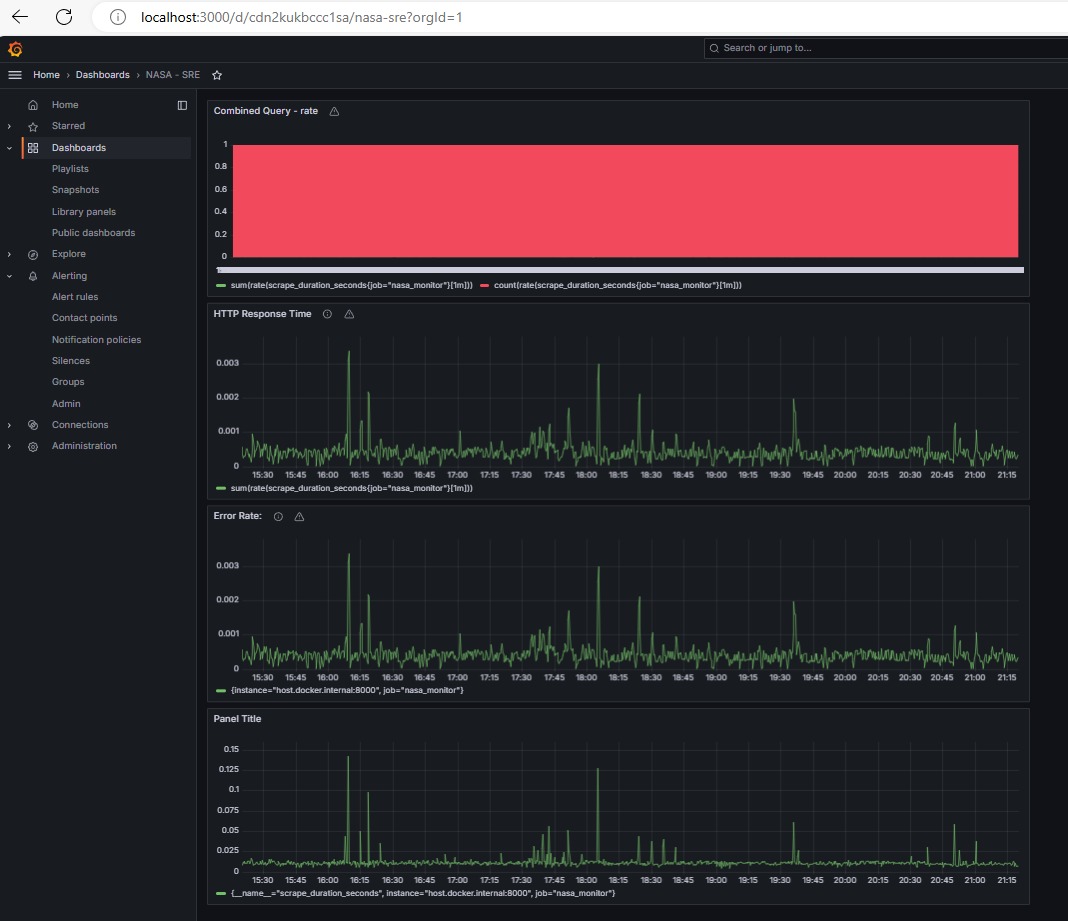 localhost:3000/d/cdn2kukbccc1sa/nasa-sre?orgId=1
Search or jump to...
Home › Dashboards › NASA - SRE
Home
Starred
Dashboards
Playlists
Snapshots
Library panels
Public dashboards
Explore
Alerting
Alert rules
Contact points
Notification policies
Silences
Groups
Admin
Connections
Administration
Combined Query - rate
1
0.8
0.6
0.4
0.2
0
sum(rate(scrape_duration_seconds{job="nasa_monitor"}[1m])) count(rate(scrape_duration_seconds{job="nasa_monitor"}[1m]))
HTTP Response Time
0.003
0.002
0.001
0
15:30 15:45 16:00 16:15 16:30 16:45 17:00 17:15 17:30 17:45 18:00 18:15 18:30 18:45 19:00 19:15 19:30 19:45 20:00 20:15 20:30 20:45 21:00 21:15
sum(rate(scrape_duration_seconds{job="nasa_monitor"}[1m]))
Error Rate:
0.003
0.002
0.001
0
15:30 15:45 16:00 16:15 16:30 16:45 17:00 17:15 17:30 17:45 18:00 18:15 18:30 18:45 19:00 19:15 19:30 19:45 20:00 20:15 20:30 20:45 21:00 21:15
{instance="host.docker.internal:8000", job="nasa_monitor"}
Panel Title
0.15
0.125
0.1
0.075
0.05
0.025
0
15:30 15:45 16:00 16:15 16:30 16:45 17:00 17:15 17:30 17:45 18:00 18:15 18:30 18:45 19:00 19:15 19:30 19:45 20:00 20:15 20:30 20:45 21:00 21:15
{__name__="scrape_duration_seconds", instance="host.docker.internal:8000", job="nasa_monitor"}